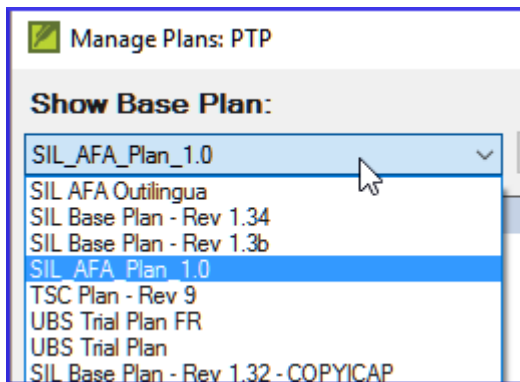 Manage Plans: PTP
Show Base Plan:
SIL_AFA_Plan_1.0
SIL AFA Outilingua
SIL Base Plan - Rev 1.34
SIL Base Plan - Rev 1.3b
SIL_AFA_Plan_1.0
TSC Plan - Rev 9
UBS Trial Plan FR
UBS Trial Plan
SIL Base Plan - Rev 1.32 - COPYICAP